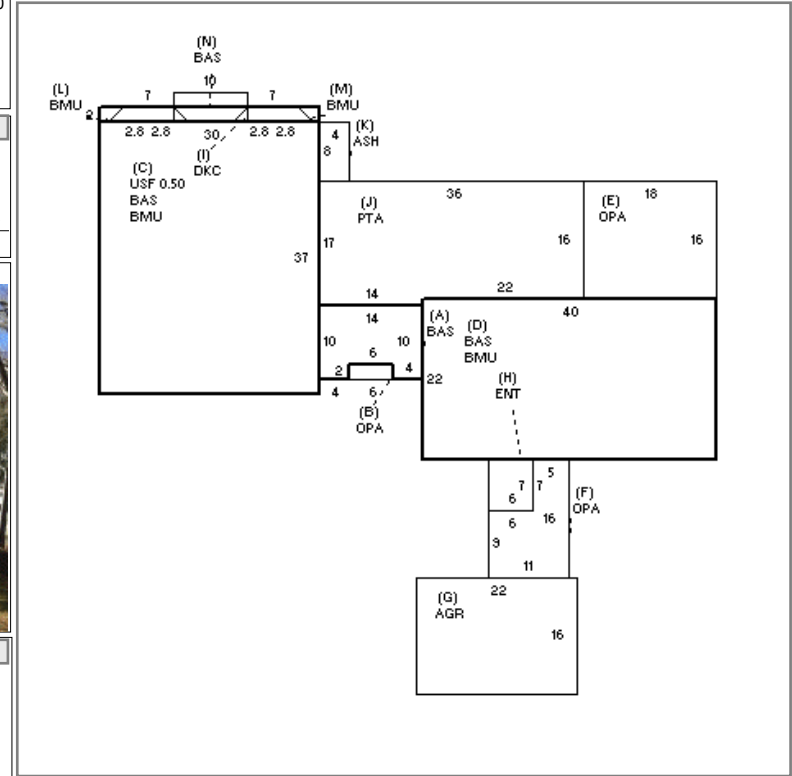 (N)
BAS
10
7
7
(L)
BMU
2
(M)
BMU
2.8 2.8
30
2.8 2.8
4
8
(K)
ASH
(I)
DKC
(C)
USF 0.50
BAS
BMU
37
(J)
PTA
36
17
16
(E)
OPA
18
16
14
22
14
10
10
6
2
4
4
6
(B)
OPA
(A)
BAS
22
(D)
BAS
BMU
40
(H)
ENT
7
7
5
6
6
16
9
11
(F)
OPA
22
(G)
AGR
16